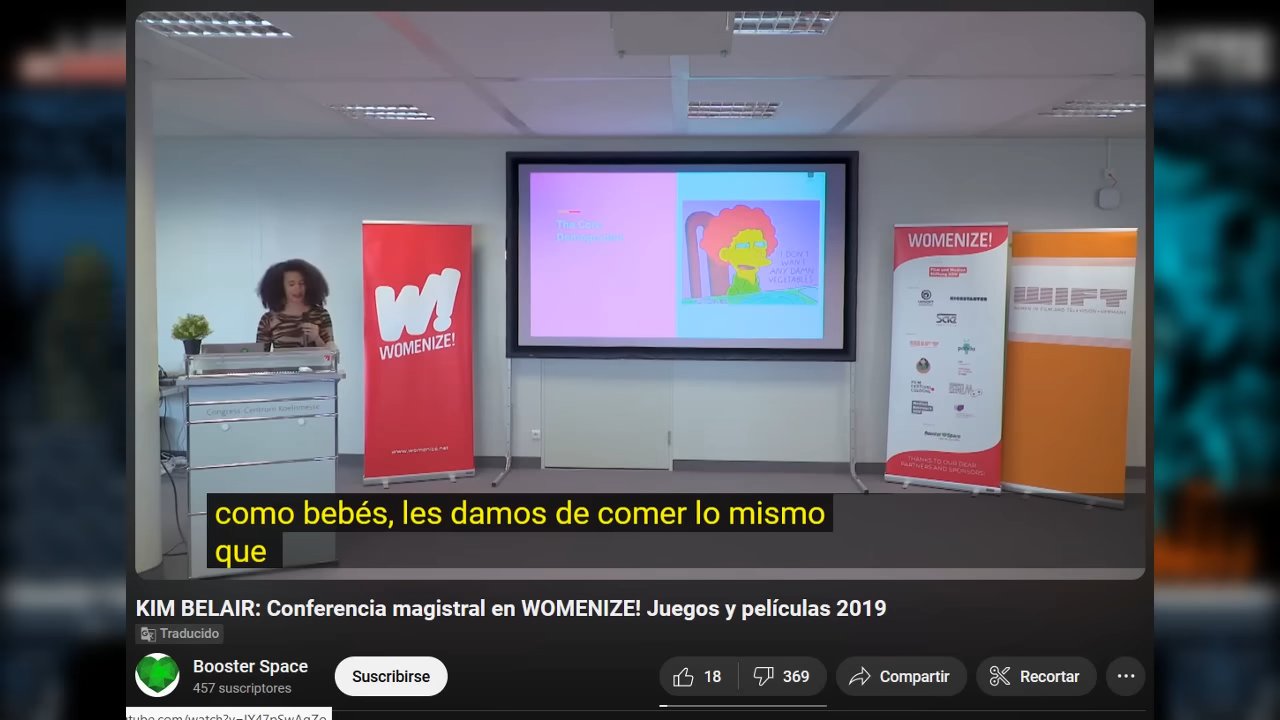 I DON'T
WANT
ANY DAMN
VEGETABLES
WOMENIZE!
WOMENIZE!
www.womenize.net
KICKSTARTER
WIFT
THANKS TO OUR DEAR
PARTNERS AND SPONSORS!
como bebés, les damos de comer lo mismo
que
KIM BELAIR: Conferencia magistral en WOMENIZE! Juegos y películas 2019
Traducido
Booster Space
457 suscriptores
Suscribirse
18
369
Compartir
Recortar